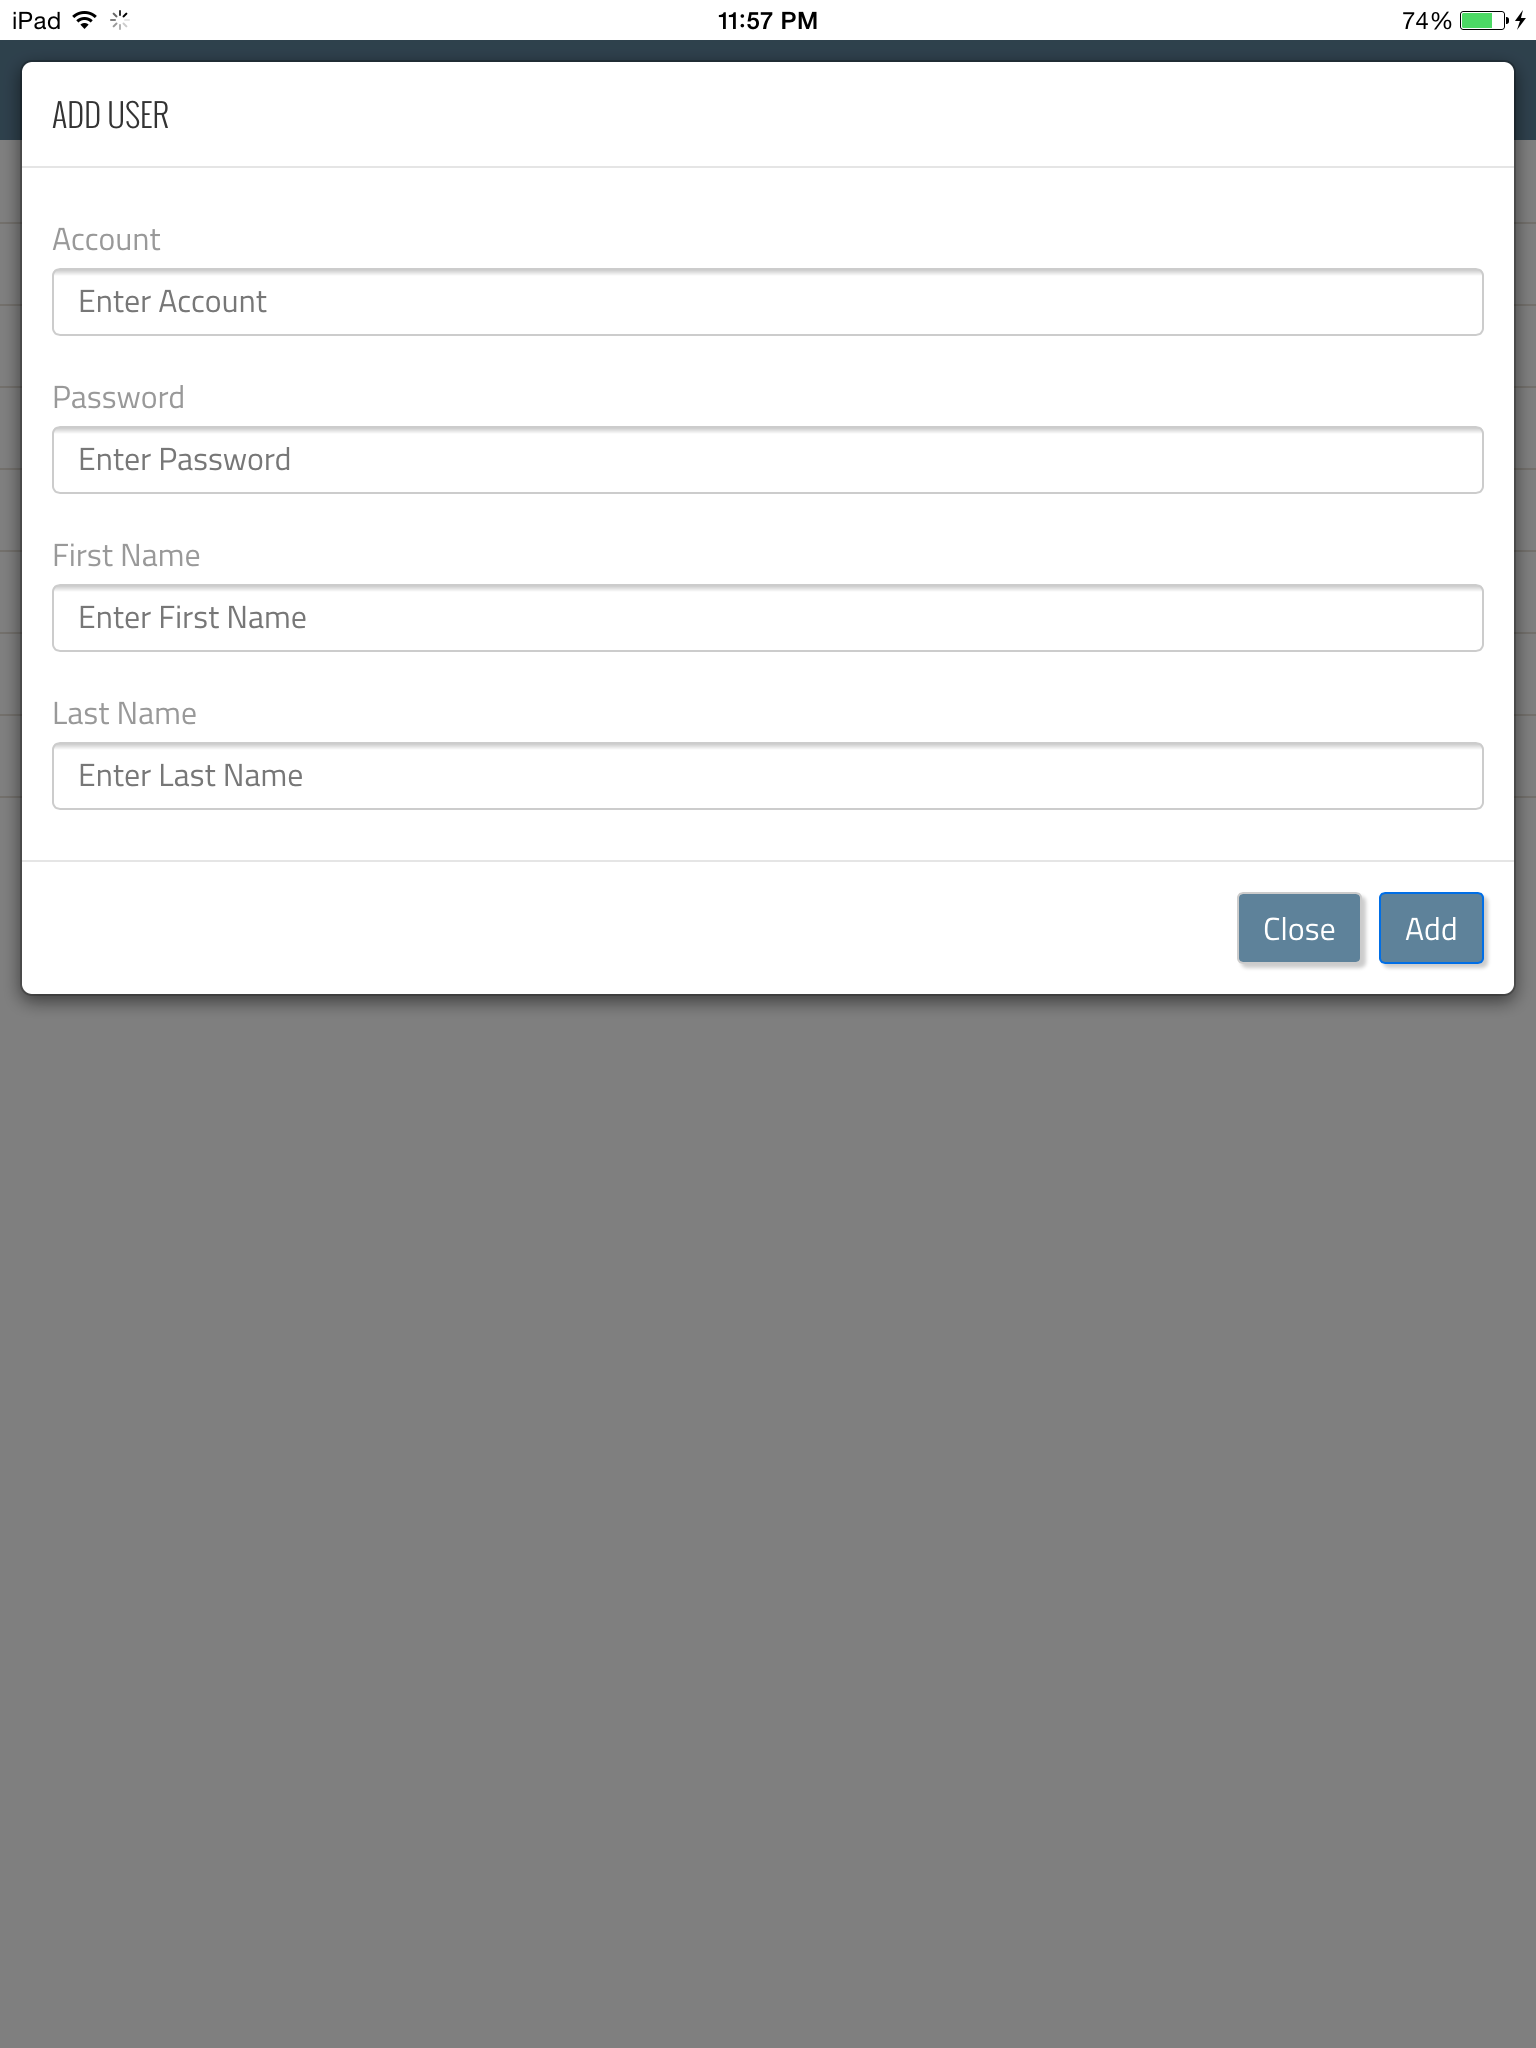 iPad 11:57 PM 74%
ADD USER
Account
Enter Account
Password
Enter Password
First Name
Enter First Name
Last Name
Enter Last Name
Close Add